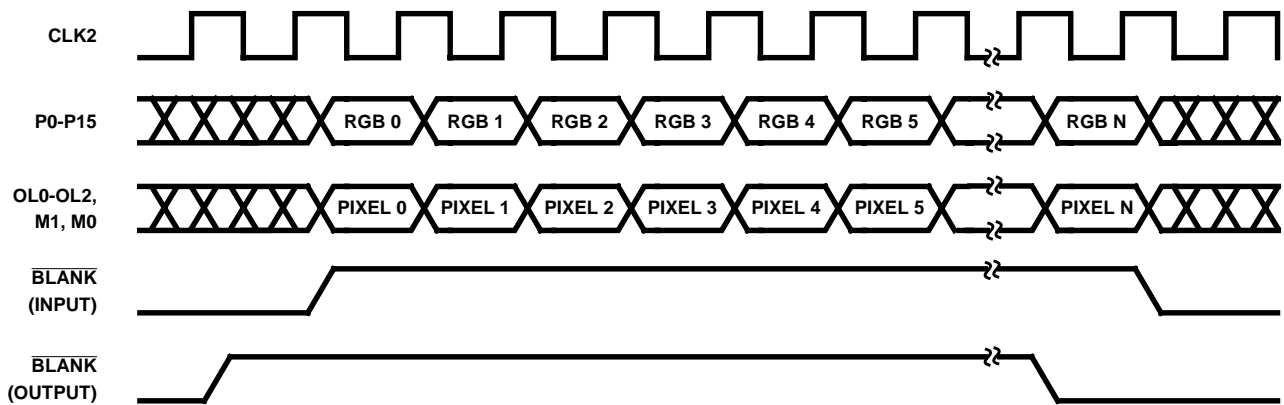 CLK2
P0-P15
RGB 0 RGB 1 RGB 2 RGB 3 RGB 4 RGB 5 RGB N
OL0-OL2,
M1, M0
PIXEL 0 PIXEL 1 PIXEL 2 PIXEL 3 PIXEL 4 PIXEL 5 PIXEL N
BLANK
(INPUT)
BLANK
(OUTPUT)